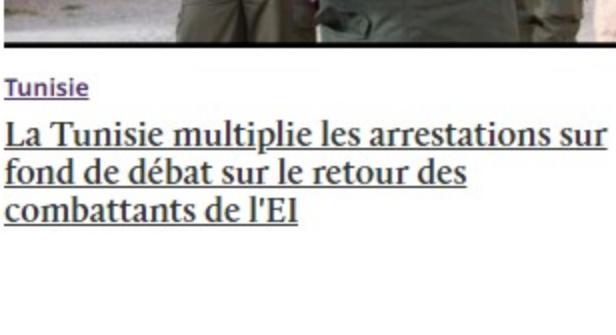 Tunisie
La Tunisie multiplie les arrestations sur
fond de débat sur le retour des
combattants de l'EI